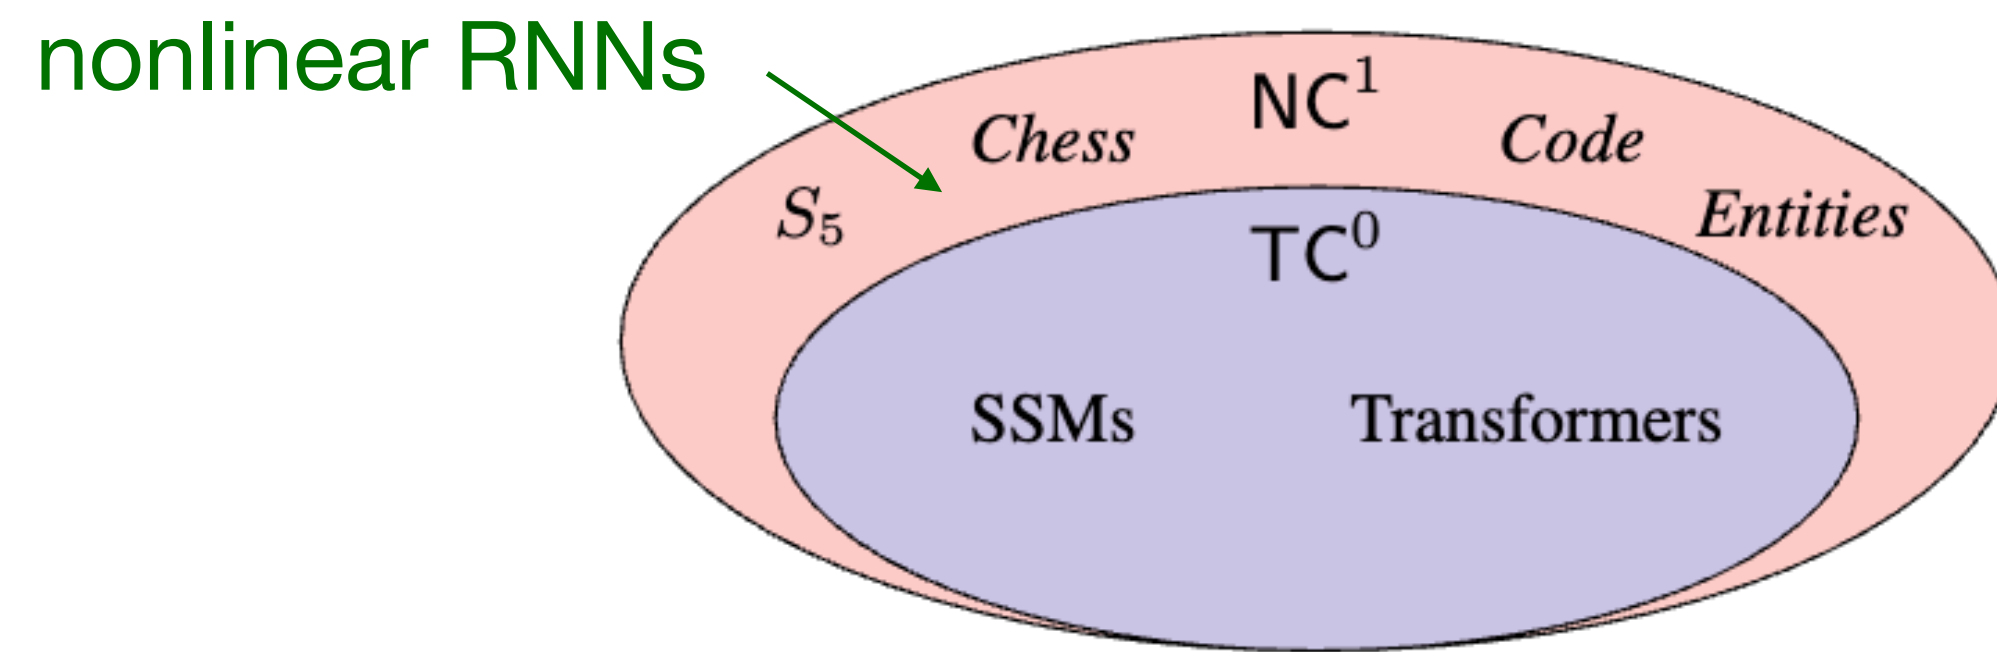 nonlinear RNNs
NC¹
Chess
Code
S₅
Entities
TC⁰
SSMs
Transformers